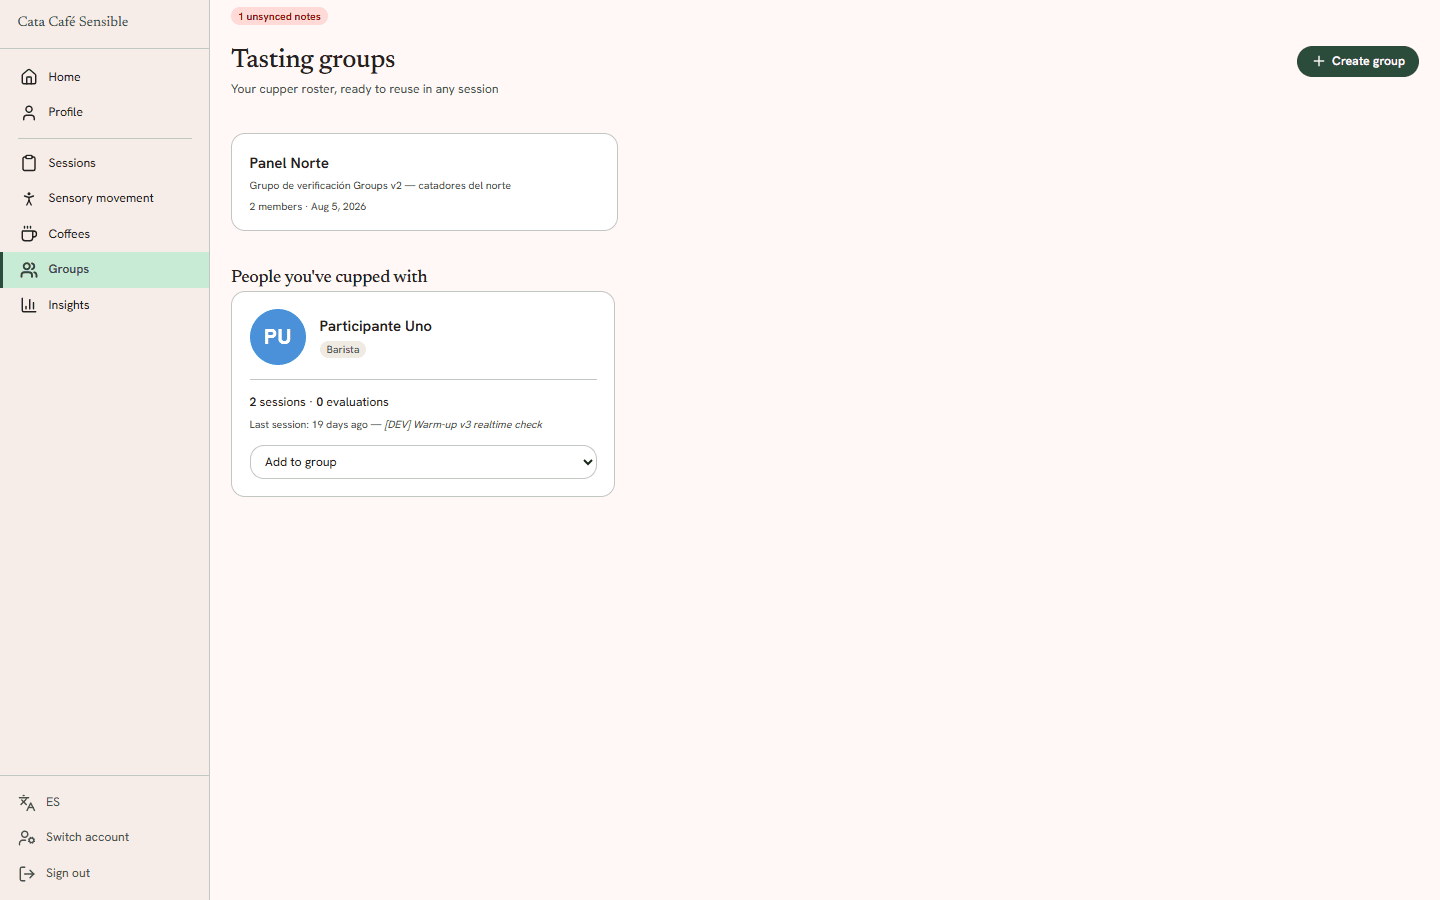 Cata Café Sensible
Home
Profile
Sessions
Sensory movement
Coffees
Groups
Insights
ES
Switch account
Sign out
1 unsynced notes
Tasting groups
Your cupper roster, ready to reuse in any session
Create group
Panel Norte
Grupo de verificación Groups v2 — catadores del norte
2 members · Aug 5, 2026
People you've cupped with
PU
Participante Uno
Barista
2 sessions · 0 evaluations
Last session: 19 days ago — [DEV] Warm-up v3 realtime check
Add to group